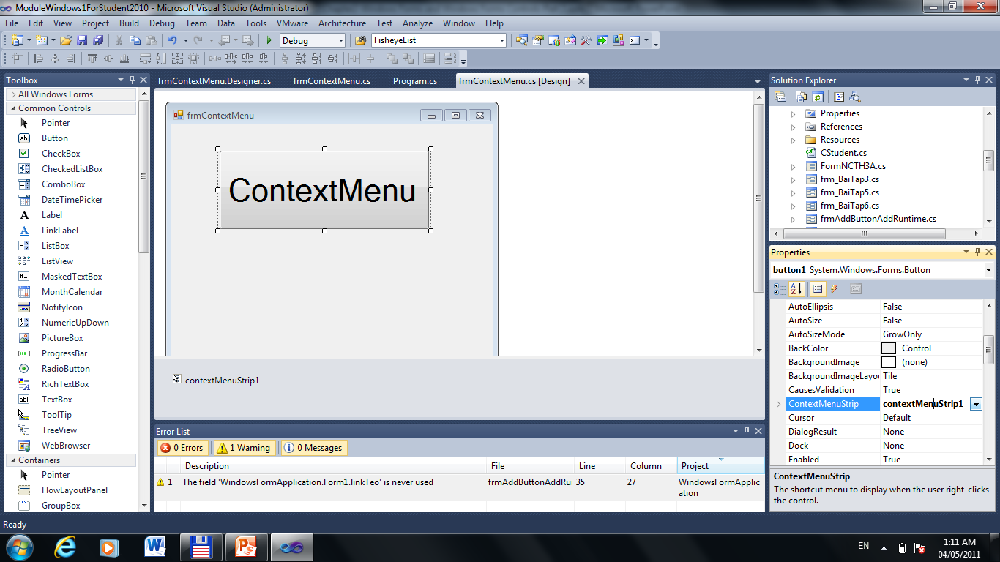 ModuleWindows1ForStudent2010 - Microsoft Visual Studio (Administrator)
File Edit View Project Build Debug Team Data Tools VMware Architecture Test Analyze Window Help
Debug FisheyeList
Toolbox
All Windows Forms
Common Controls
Pointer
Button
CheckBox
CheckedListBox
ComboBox
DateTimePicker
Label
LinkLabel
ListBox
ListView
MaskedTextBox
MonthCalendar
NotifyIcon
NumericUpDown
PictureBox
ProgressBar
RadioButton
RichTextBox
TextBox
ToolTip
TreeView
WebBrowser
Containers
Pointer
FlowLayoutPanel
GroupBox
frmContextMenu.Designer.cs frmContextMenu.cs Program.cs frmContextMenu.cs [Design]
frmContextMenu
ContextMenu
contextMenuStrip1
Error List
0 Errors 1 Warning 0 Messages
Description File Line Column Project
1 The field 'WindowsFormApplication.Form1.linkTeo' is never used frmAddButtonAddRu 35 27 WindowsFormApplic
ation
Solution Explorer
Properties
References
Resources
CStudent.cs
FormNCTH3A.cs
frm_BaiTap3.cs
frm_BaiTap5.cs
frm_BaiTap6.cs
frmAddButtonAddRuntime.cs
Properties
button1 System.Windows.Forms.Button
AutoEllipsis False
AutoSize False
AutoSizeMode GrowOnly
BackColor Control
BackgroundImage (none)
BackgroundImageLayou Tile
CausesValidation True
ContextMenuStrip contextMenuStrip1
Cursor Default
DialogResult None
Dock None
Enabled True
ContextMenuStrip
The shortcut menu to display when the user right-clicks
the control.
Ready
EN 1:11 AM
04/05/2011